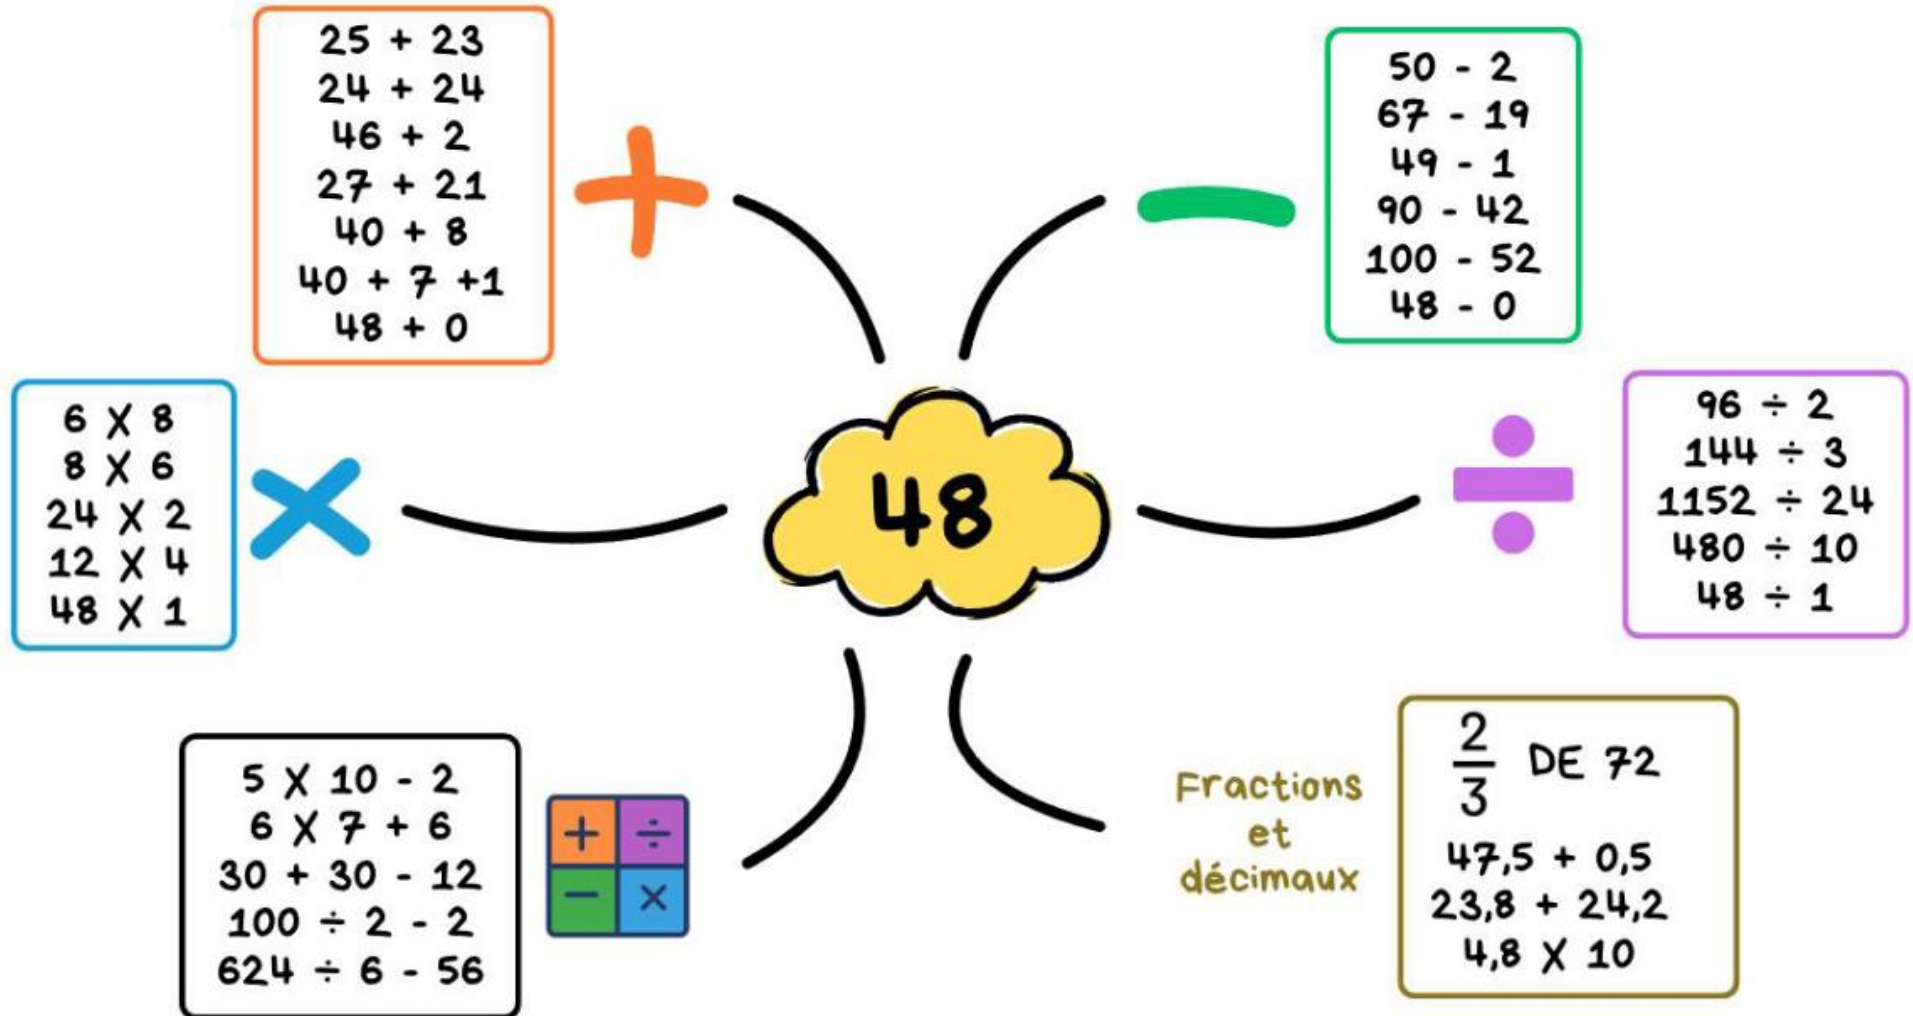 25 + 23
24 + 24
46 + 2
27 + 21
40 + 8
40 + 7 +1
48 + 0
+
50 - 2
67 - 19
49 - 1
90 - 42
100 - 52
48 - 0
-
6 X 8
8 X 6
24 X 2
12 X 4
48 X 1
×
48
÷
96 ÷ 2
144 ÷ 3
1152 ÷ 24
480 ÷ 10
48 ÷ 1
5 X 10 - 2
6 X 7 + 6
30 + 30 - 12
100 ÷ 2 - 2
624 ÷ 6 - 56
+ ÷
- ×
Fractions
et
décimaux
2/3 DE 72
47,5 + 0,5
23,8 + 24,2
4,8 X 10